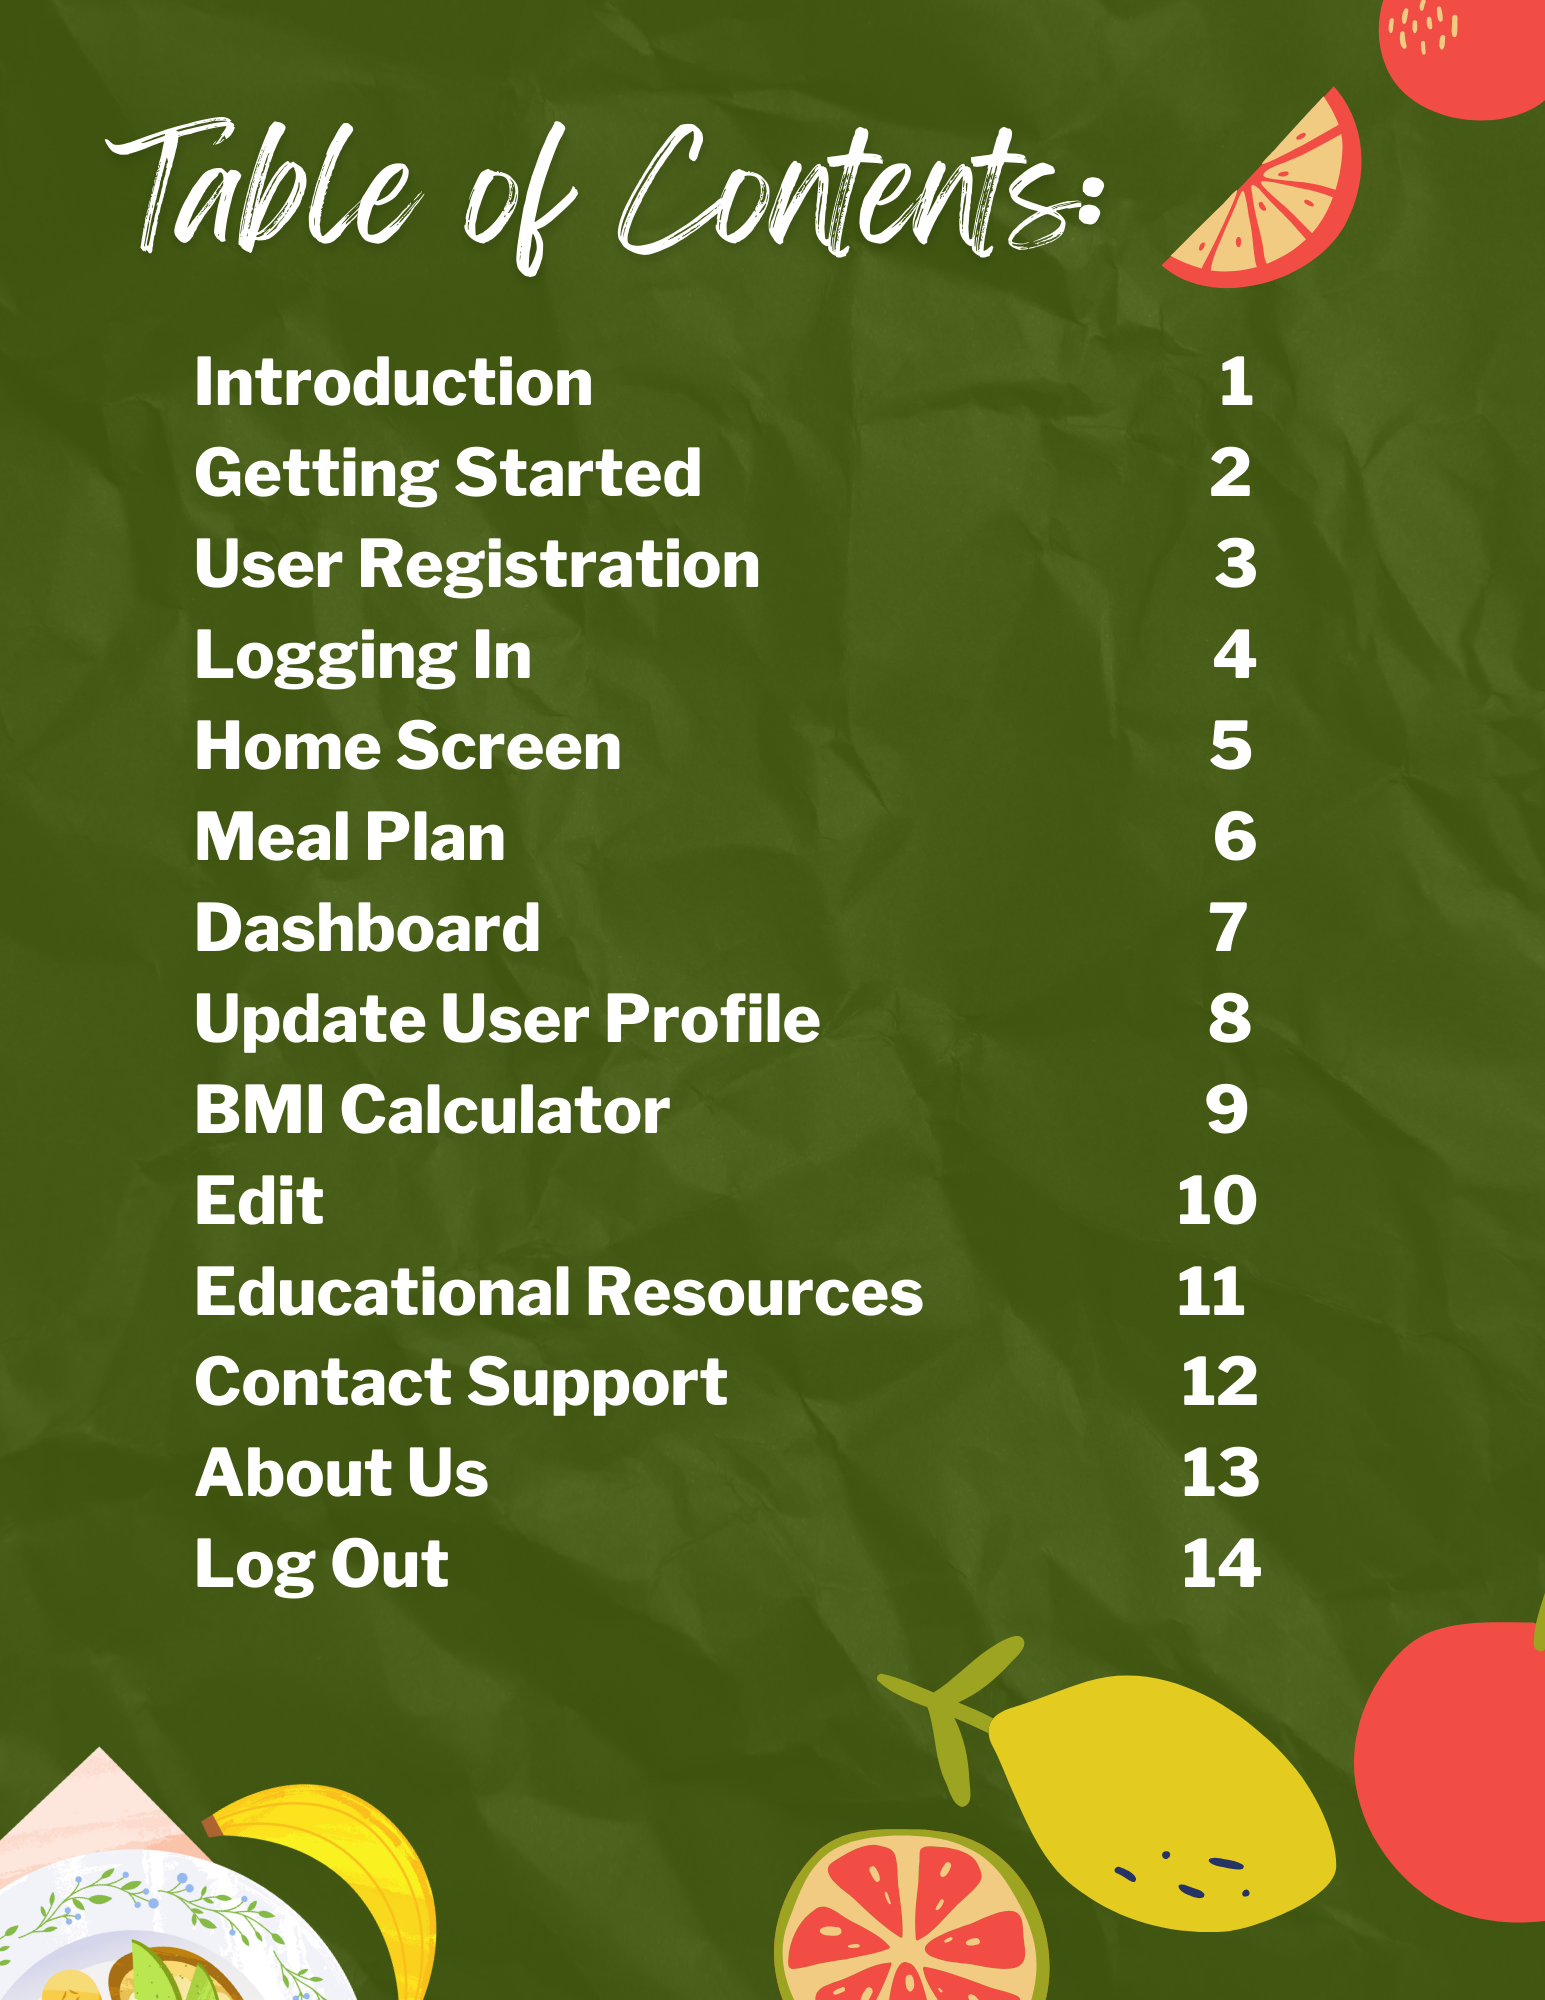 Table of Contents:
Introduction 1
Getting Started 2
User Registration 3
Logging In 4
Home Screen 5
Meal Plan 6
Dashboard 7
Update User Profile 8
BMI Calculator 9
Edit 10
Educational Resources 11
Contact Support 12
About Us 13
Log Out 14